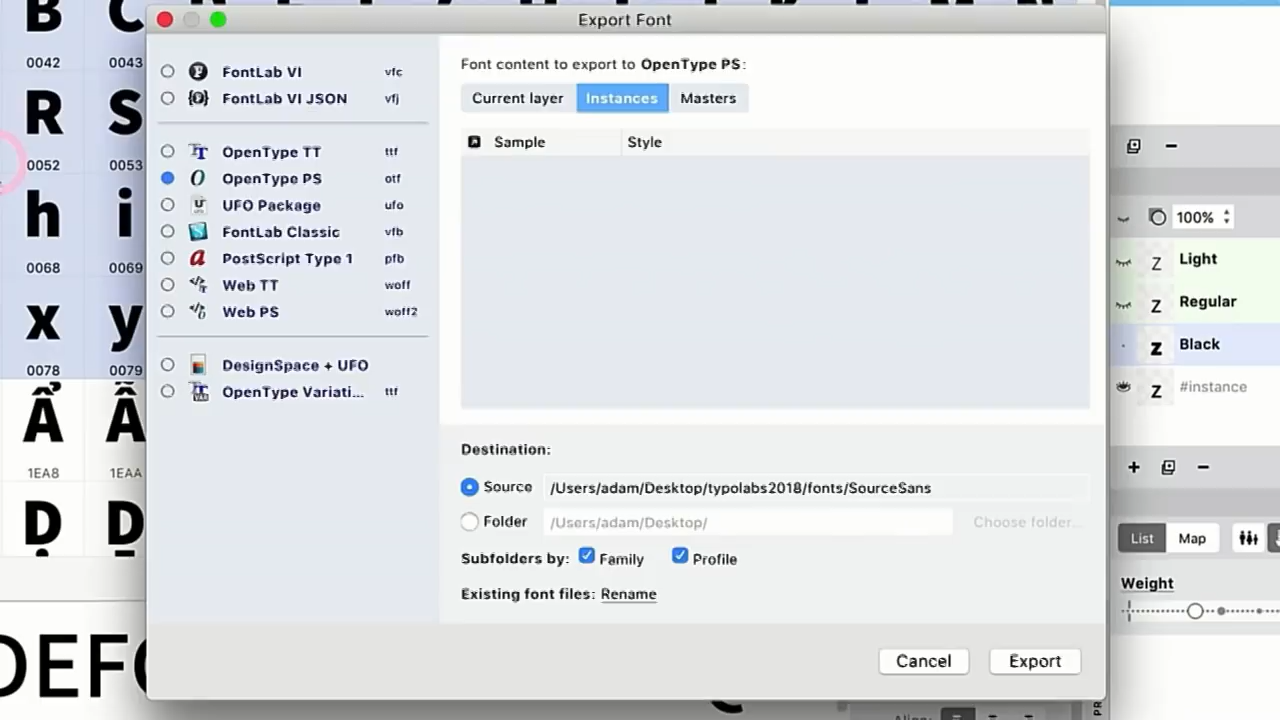 Export Font
B C
0042 0043
R S
0052 0053
h i
0068 0069
x y
0078 0079
Ẩ Ẫ
1EA8 1EAA
Ḍ Ḏ
DEFG
FontLab VI vfc
FontLab VI JSON vfj
OpenType TT ttf
OpenType PS otf
UFO Package ufo
FontLab Classic vfb
PostScript Type 1 pfb
Web TT woff
Web PS woff2
DesignSpace + UFO
OpenType Variati... ttf
Font content to export to OpenType PS:
Current layer Instances Masters
Sample Style
Destination:
Source /Users/adam/Desktop/typolabs2018/fonts/SourceSans
Folder /Users/adam/Desktop/ Choose folder...
Subfolders by: Family Profile
Existing font files: Rename
Cancel Export
100%
Z Light
Z Regular
Z Black
Z #instance
List Map
Weight